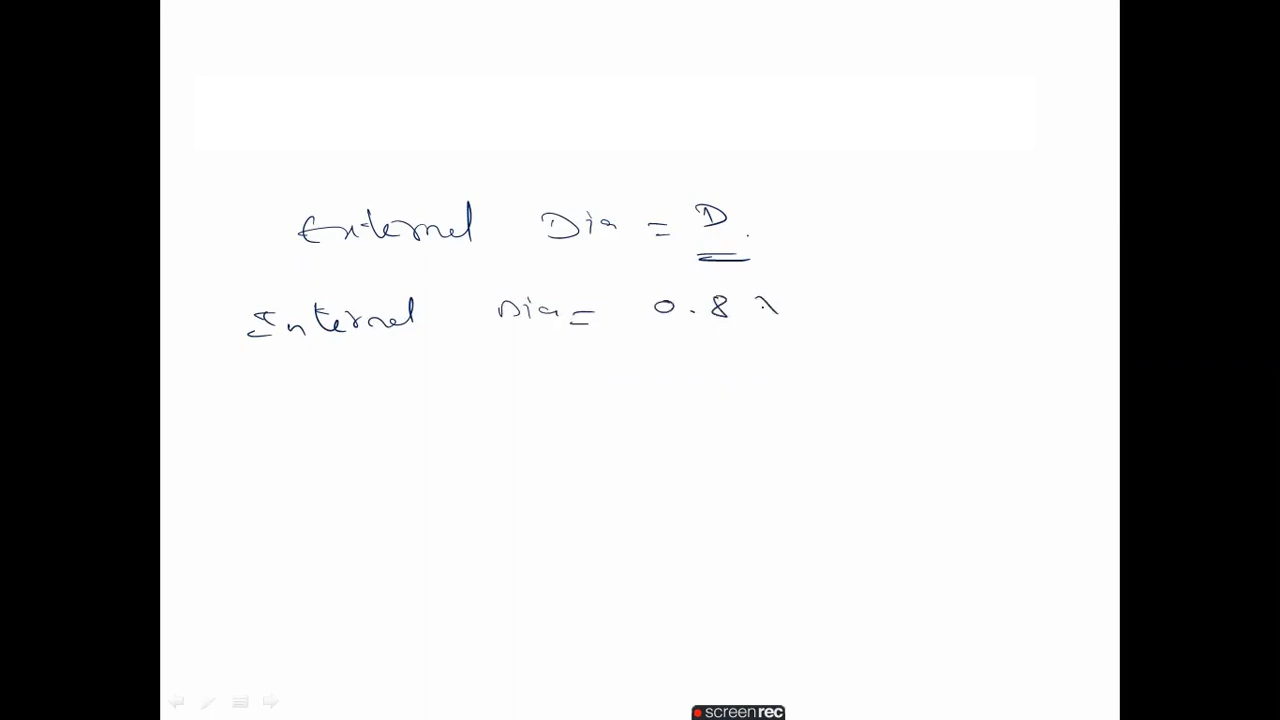 External Dia = D.
Internal Dia = 0.8
screenrec